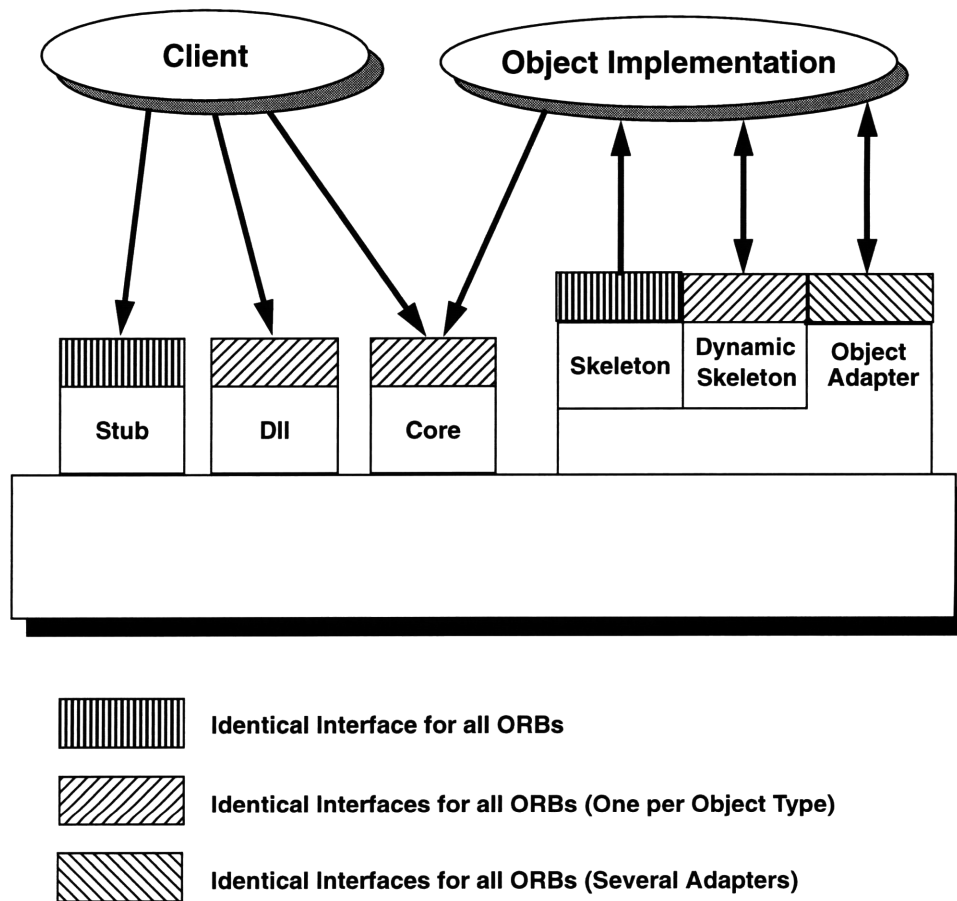 Client
Object Implementation
Skeleton
Dynamic
Skeleton
Object
Adapter
Stub
DII
Core
Identical Interface for all ORBs
Identical Interfaces for all ORBs (One per Object Type)
Identical Interfaces for all ORBs (Several Adapters)